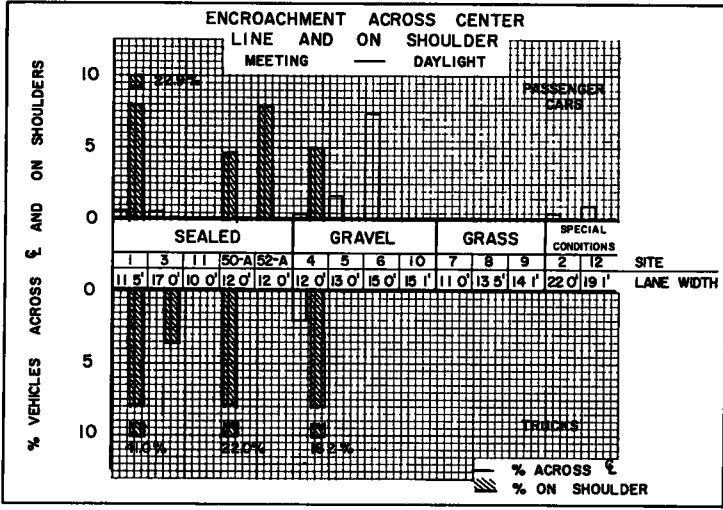 ENCROACHMENT ACROSS CENTER
LINE AND ON SHOULDER
MEETING — DAYLIGHT
% VEHICLES ACROSS ℄ AND ON SHOULDERS
10
5
0
22.9%
PASSENGER
CARS
SEALED GRAVEL GRASS SPECIAL
CONDITIONS
1 3 11 50-A 52-A 4 5 6 10 7 8 9 2 12 SITE
11 5' 17 0' 10 0' 12 0' 12 0' 12 0' 13 0' 15 0' 15 1' 11 0' 13 5' 14 1' 22 0' 19 1' LANE WIDTH
0
5
10
TRUCKS
41.0% 22.0% 18.2%
% ACROSS ℄
% ON SHOULDER